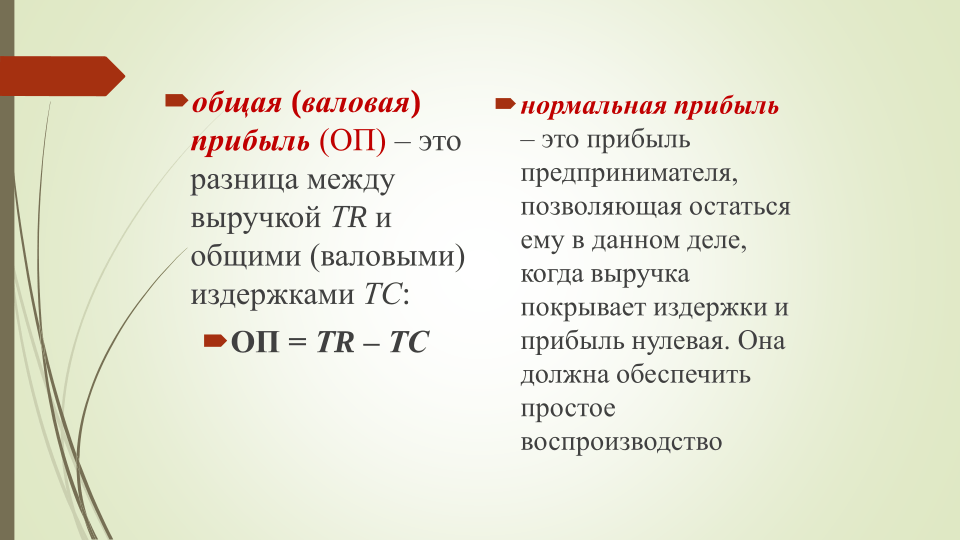 общая (валовая)
прибыль (ОП) – это
разница между
выручкой TR и
общими (валовыми)
издержками TC:
ОП = TR – TC
нормальная прибыль
– это прибыль
предпринимателя,
позволяющая остаться
ему в данном деле,
когда выручка
покрывает издержки и
прибыль нулевая. Она
должна обеспечить
простое
воспроизводство